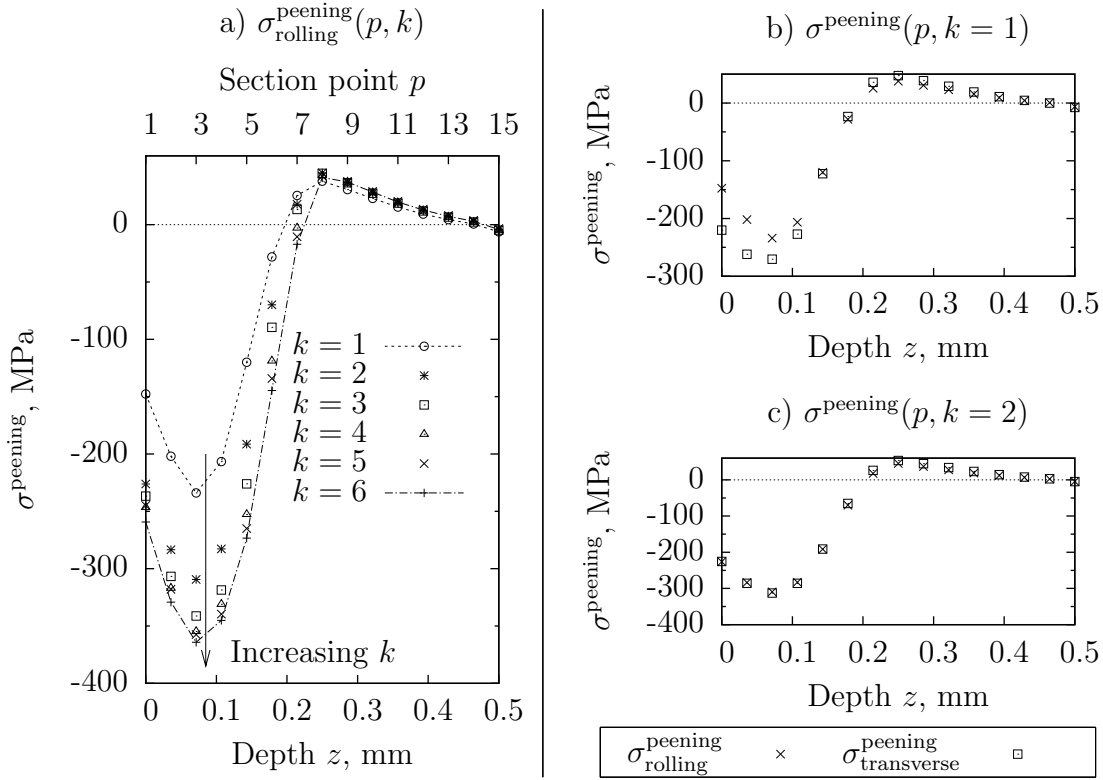 a) σ^peening_rolling(p, k)
Section point p
1 3 5 7 9 11 13 15
0
-100
-200
-300
-400
σ^peening, MPa
k = 1
k = 2
k = 3
k = 4
k = 5
k = 6
Increasing k
0 0.1 0.2 0.3 0.4 0.5
Depth z, mm
b) σ^peening(p, k = 1)
0
-100
-200
-300
σ^peening, MPa
0 0.1 0.2 0.3 0.4 0.5
Depth z, mm
c) σ^peening(p, k = 2)
0
-100
-200
-300
-400
σ^peening, MPa
0 0.1 0.2 0.3 0.4 0.5
Depth z, mm
σ^peening_rolling σ^peening_transverse